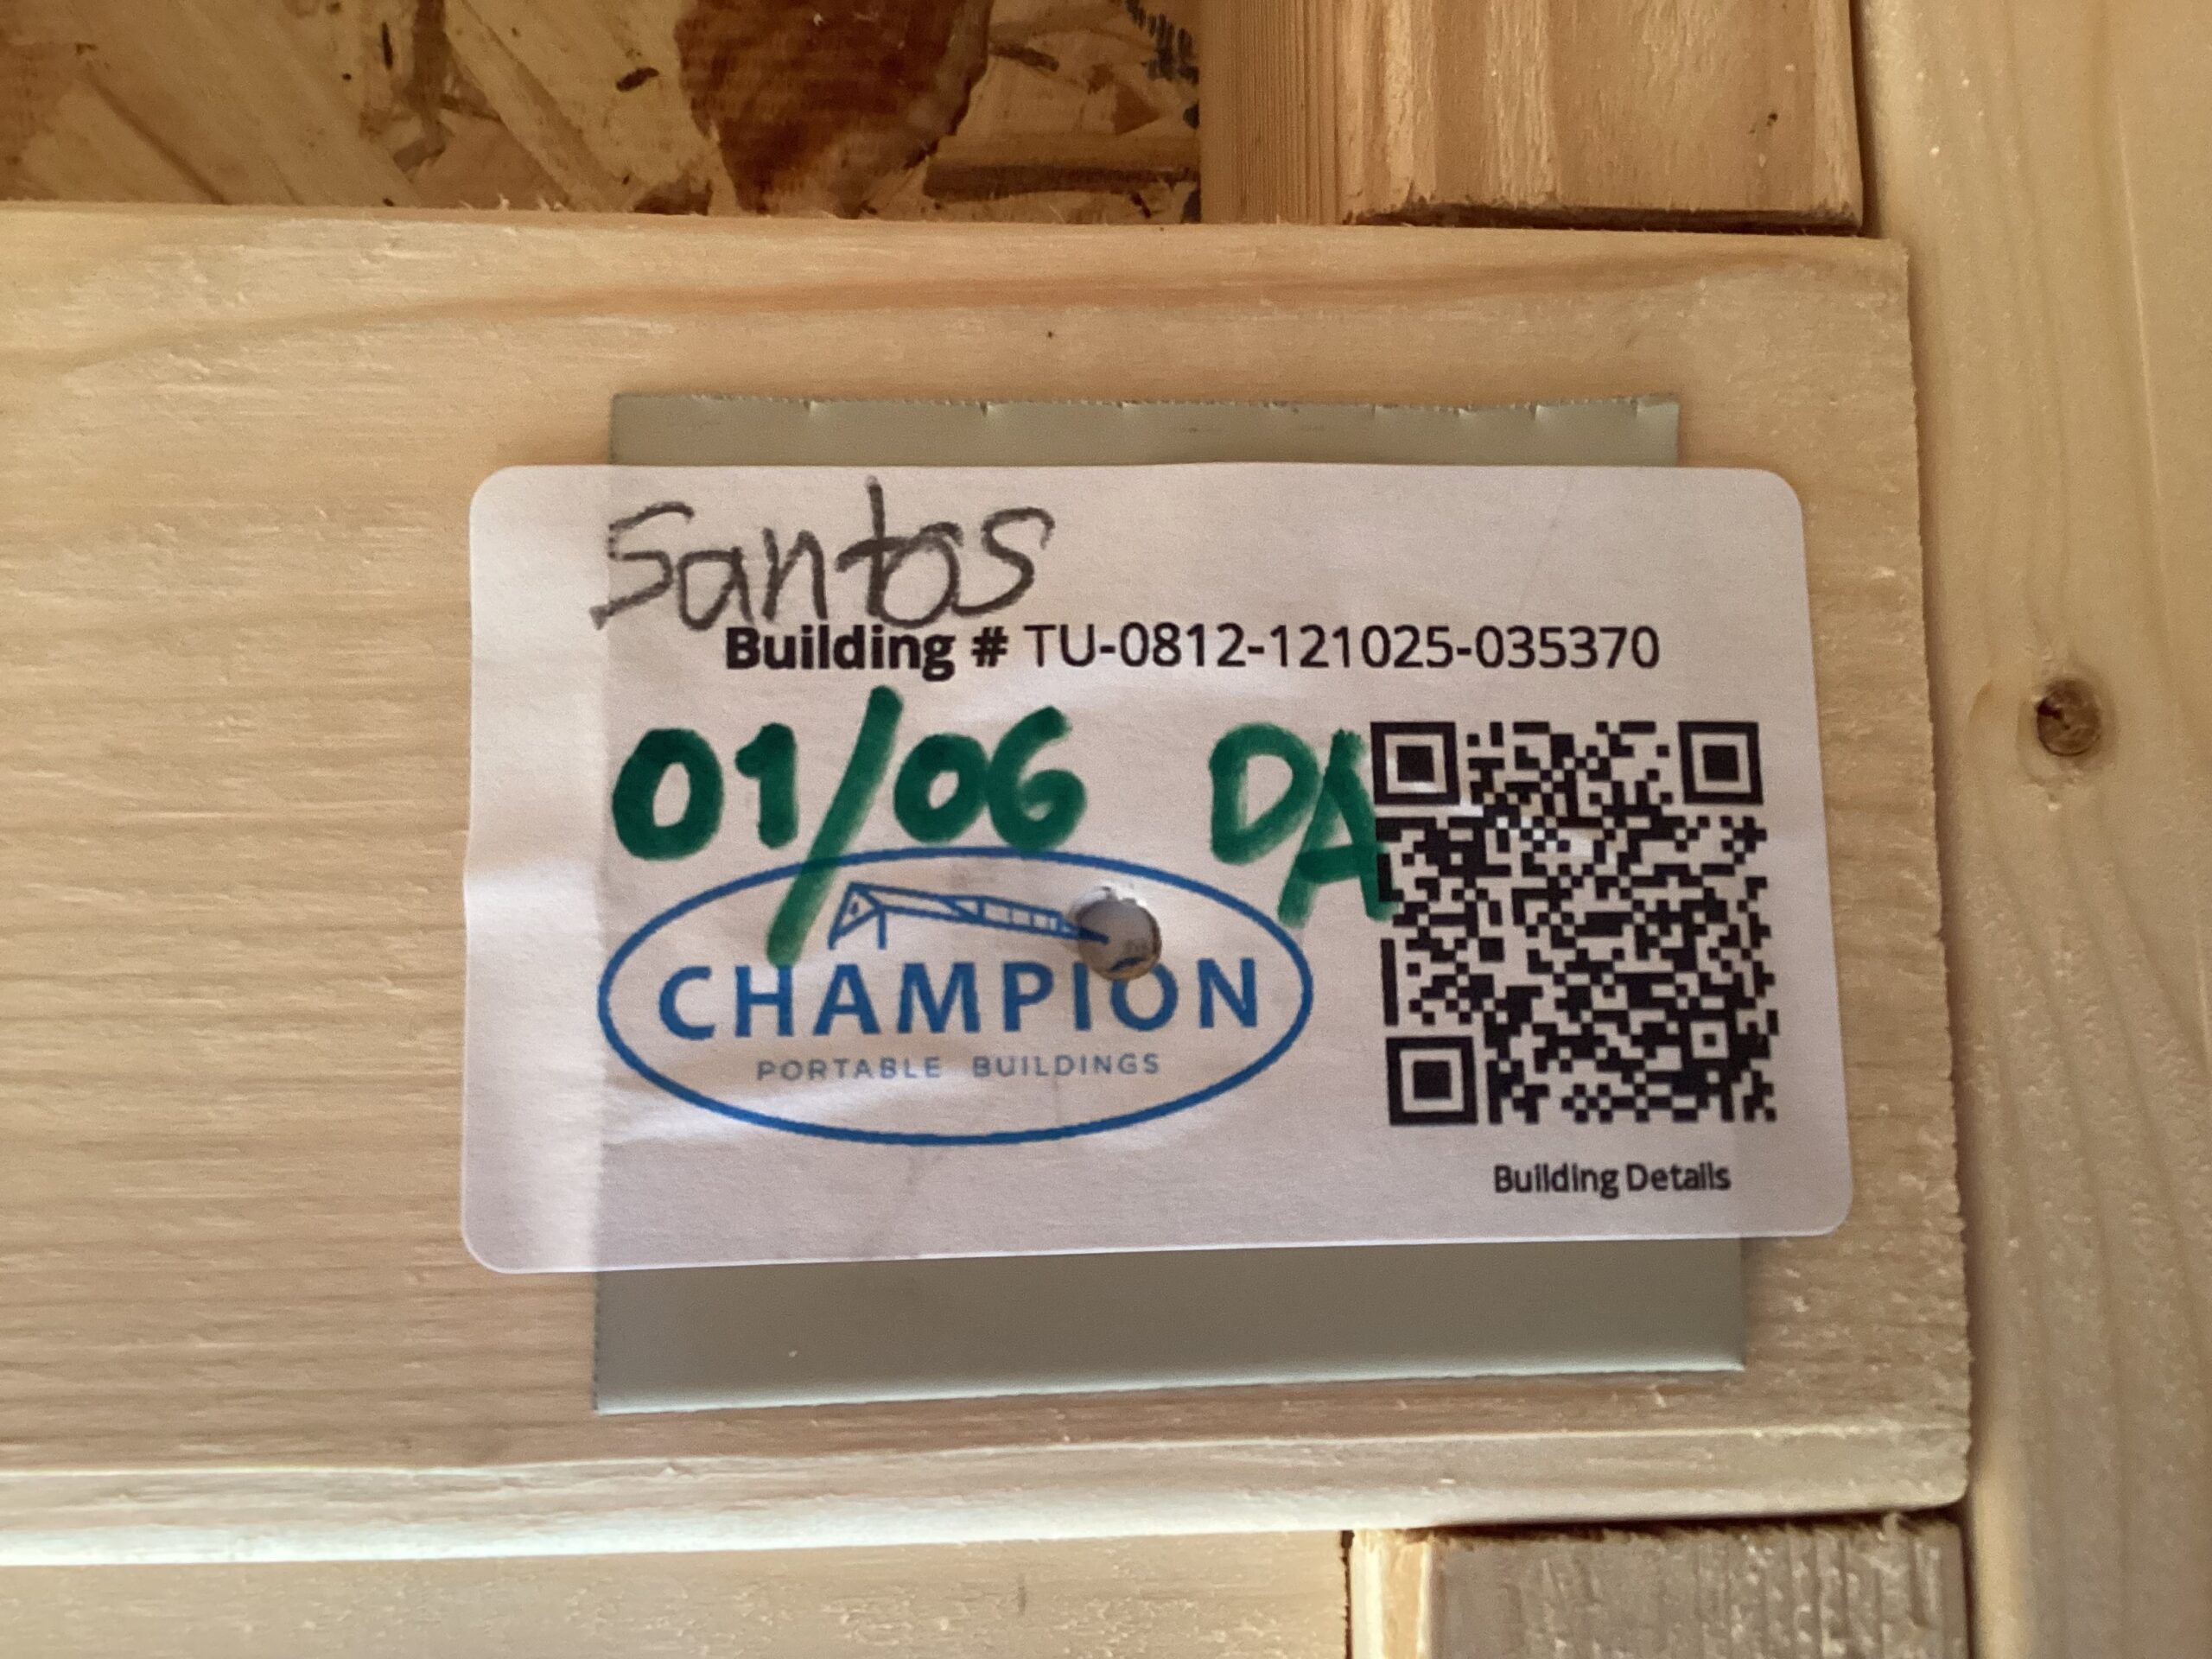 Santos
Building # TU-0812-121025-035370
01/06 DA
CHAMPION
PORTABLE BUILDINGS
Building Details